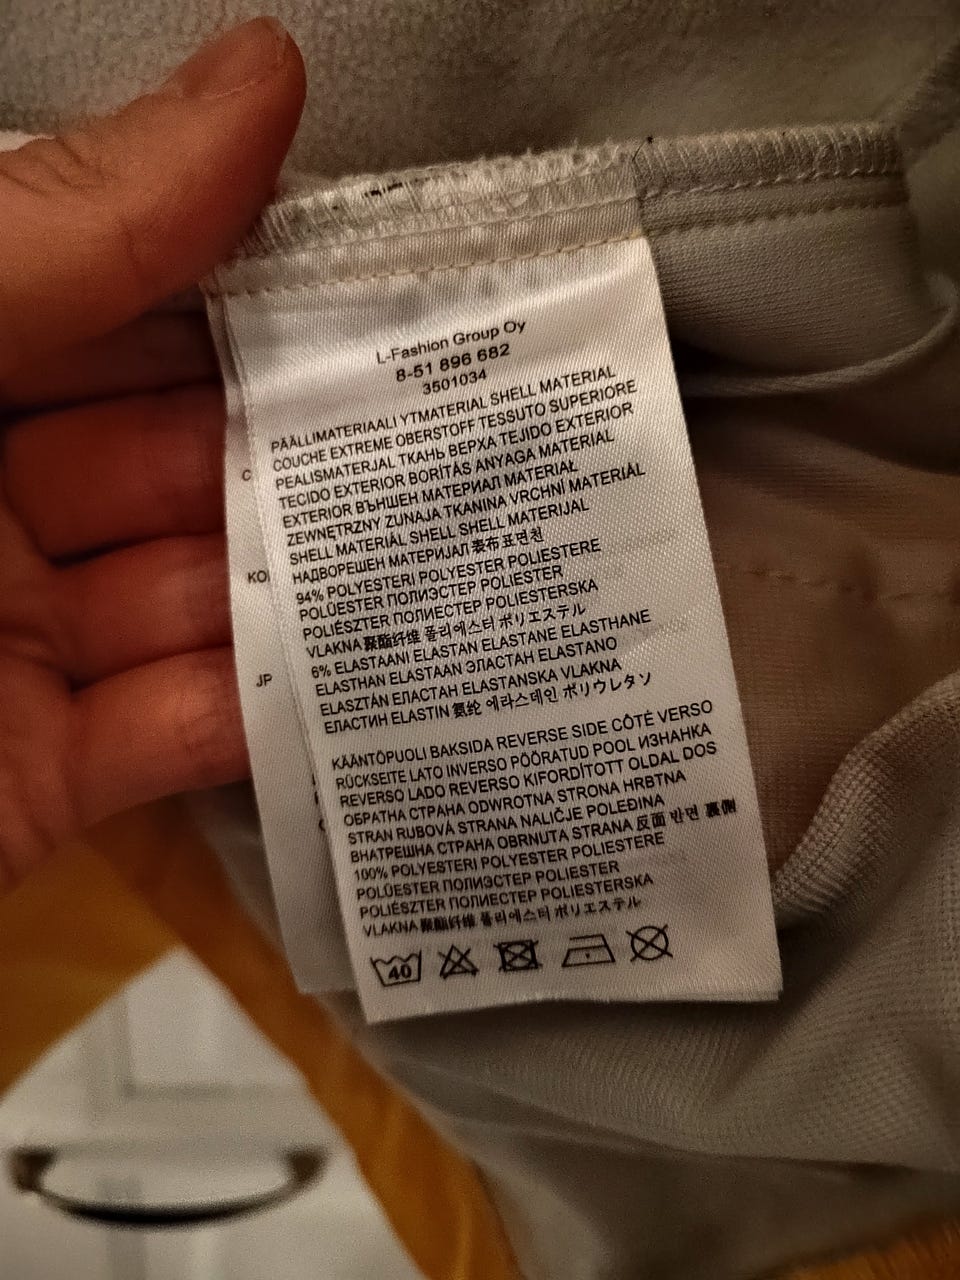 L-Fashion Group Oy
8-51 896 682
3501034
PÄÄLLIMATERIAALI YTMATERIAL SHELL MATERIAL
COUCHE EXTREME OBERSTOFF TESSUTO SUPERIORE
PEALISMATERJAL ТКАНЬ ВЕРХА TEJIDO EXTERIOR
TECIDO EXTERIOR BORÍTÁS ANYAGA MATERIAL
EXTERIOR ВЪНШЕН МАТЕРИАЛ MATERIAŁ
ZEWNĘTRZNY ZUNAJA TKANINA VRCHNÍ MATERIÁL
SHELL MATERIAL SHELL MATERIJAL
НАДВОРЕШЕН МАТЕРИЈАЛ 表布 표면천
94% POLYESTERI POLYESTER POLIESTERE
POLÜESTER ПОЛИЭСТЕР POLIESTER
POLIÉSZTER ПОЛИЕСТЕР POLIESTERSKA
VLAKNA 聚酯纤维 폴리에스터 ポリエステル
6% ELASTAANI ELASTAN ELASTANE ELASTHANE
ELASTHAN ELASTAAN ЭЛАСТАН ELASTANO
ELASZTÁN ЕЛАСТАН ELASTANSKA VLAKNA
ЕЛАСТИН ELASTIN 氨纶 에라스데인 ポリウレタン
KÄÄNTÖPUOLI BAKSIDA REVERSE SIDE CÔTÉ VERSO
RÜCKSEITE LATO INVERSO PÖÖRATUD POOL ИЗНАНКА
REVERSO LADO REVERSO KIFORDÍTOTT OLDAL DOS
ОБРАТНА СТРАНА ODWROTNA STRONA HRBTNA
STRAN RUBOVÁ STRANA NALIČJE POLEĐINA
ВНАТРЕШНА СТРАНА OBRNUTA STRANA 反面 반면 裏側
100% POLYESTERI POLYESTER POLIESTERE
POLÜESTER ПОЛИЭСТЕР POLIESTER
POLIÉSZTER ПОЛИЕСТЕР POLIESTERSKA
VLAKNA 聚酯纤维 폴리에스터 ポリエステル
40
JP